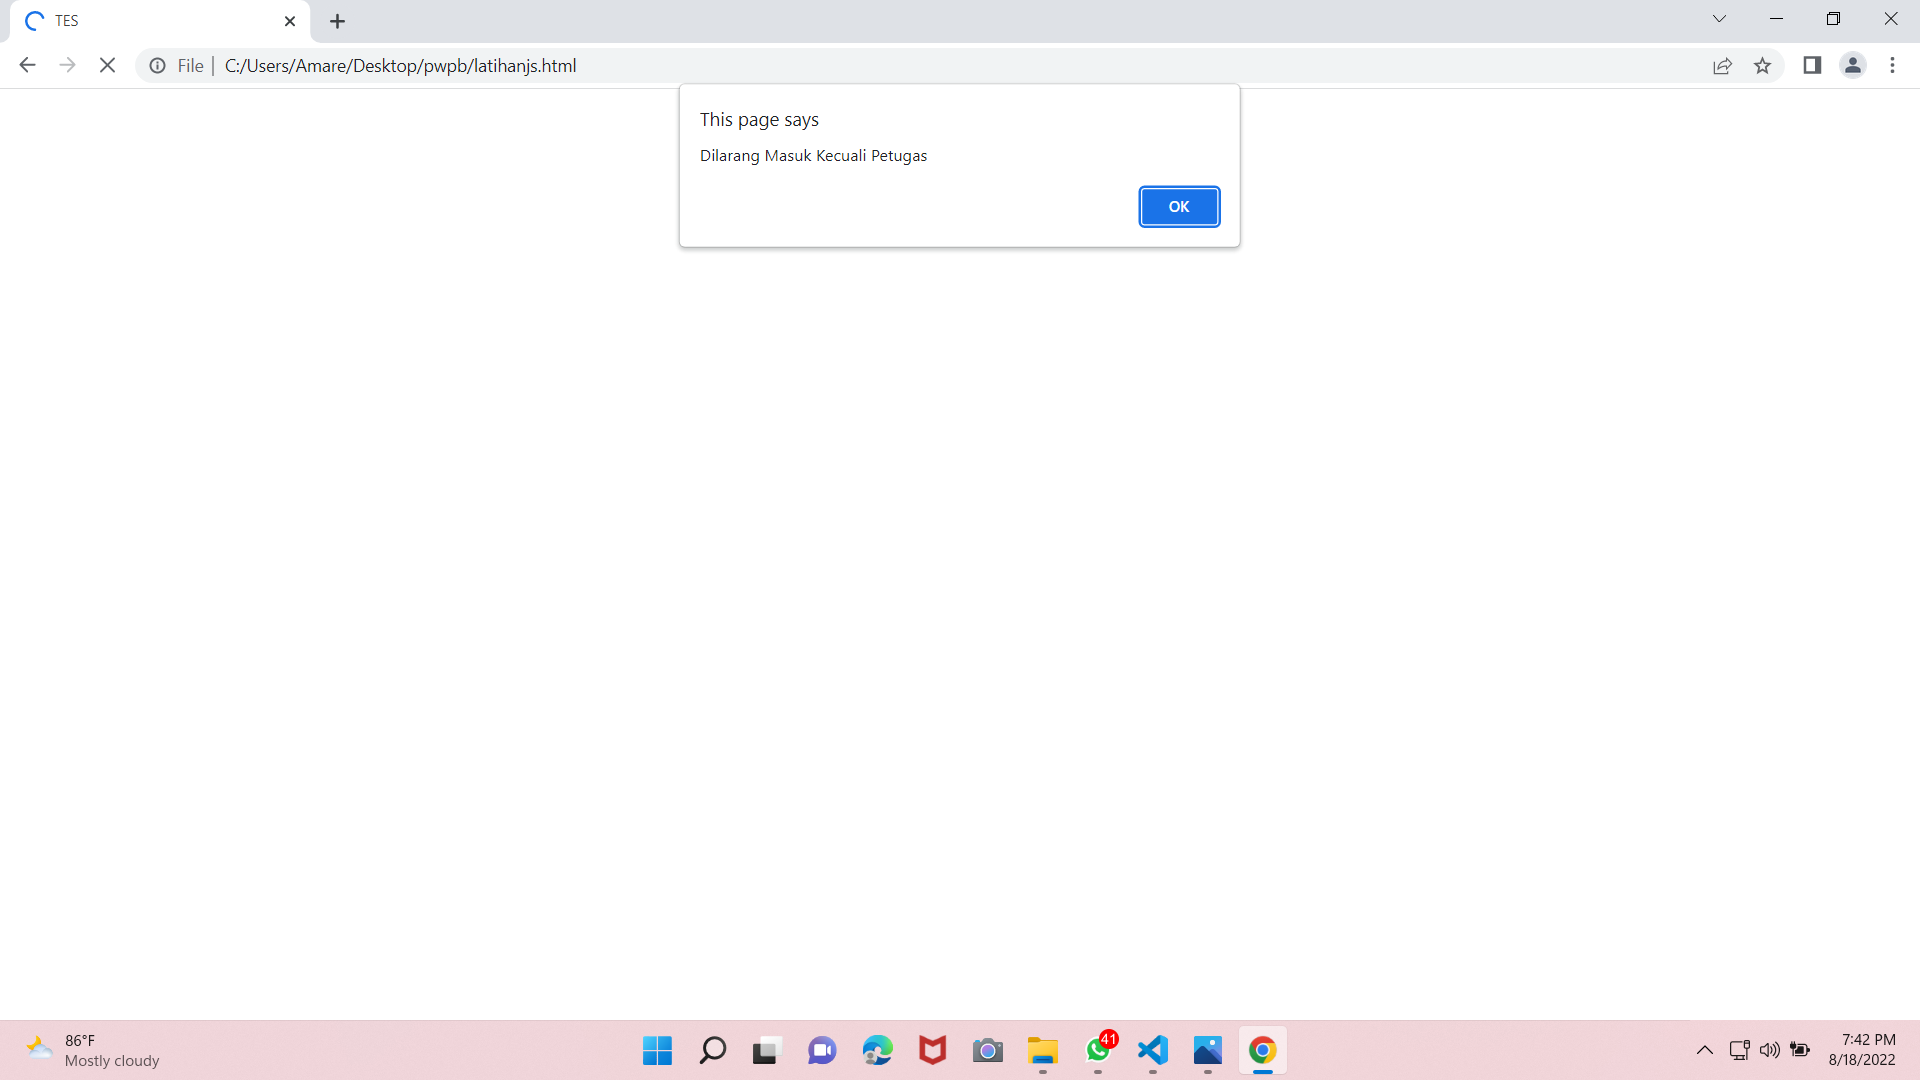 TES
File
C:/Users/Amare/Desktop/pwpb/latihanjs.html
This page says
Dilarang Masuk Kecuali Petugas
OK
86°F
Mostly cloudy
41
7:42 PM
8/18/2022